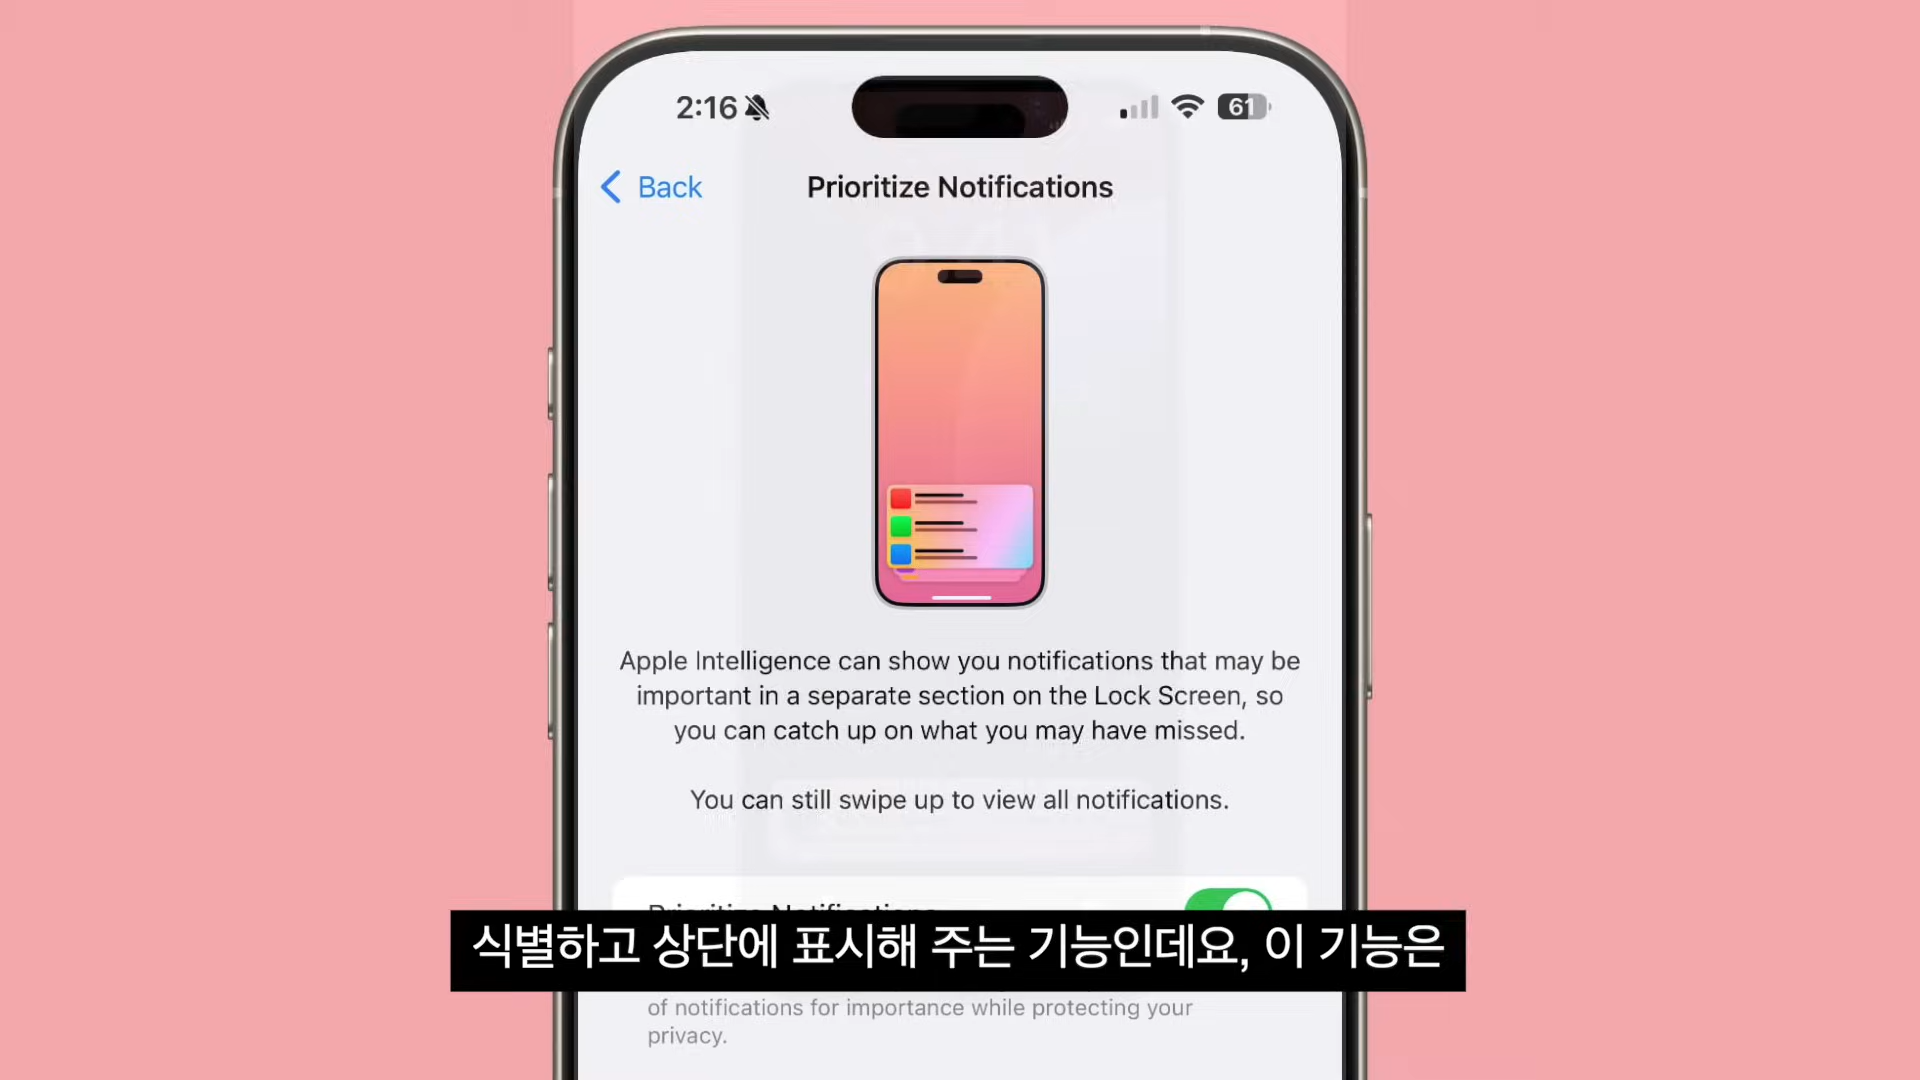 2:16
61
Back
Prioritize Notifications
Apple Intelligence can show you notifications that may be
important in a separate section on the Lock Screen, so
you can catch up on what you may have missed.
You can still swipe up to view all notifications.
Prioritize Notifications
식별하고 상단에 표시해 주는 기능인데요, 이 기능은
of notifications for importance while protecting your
privacy.